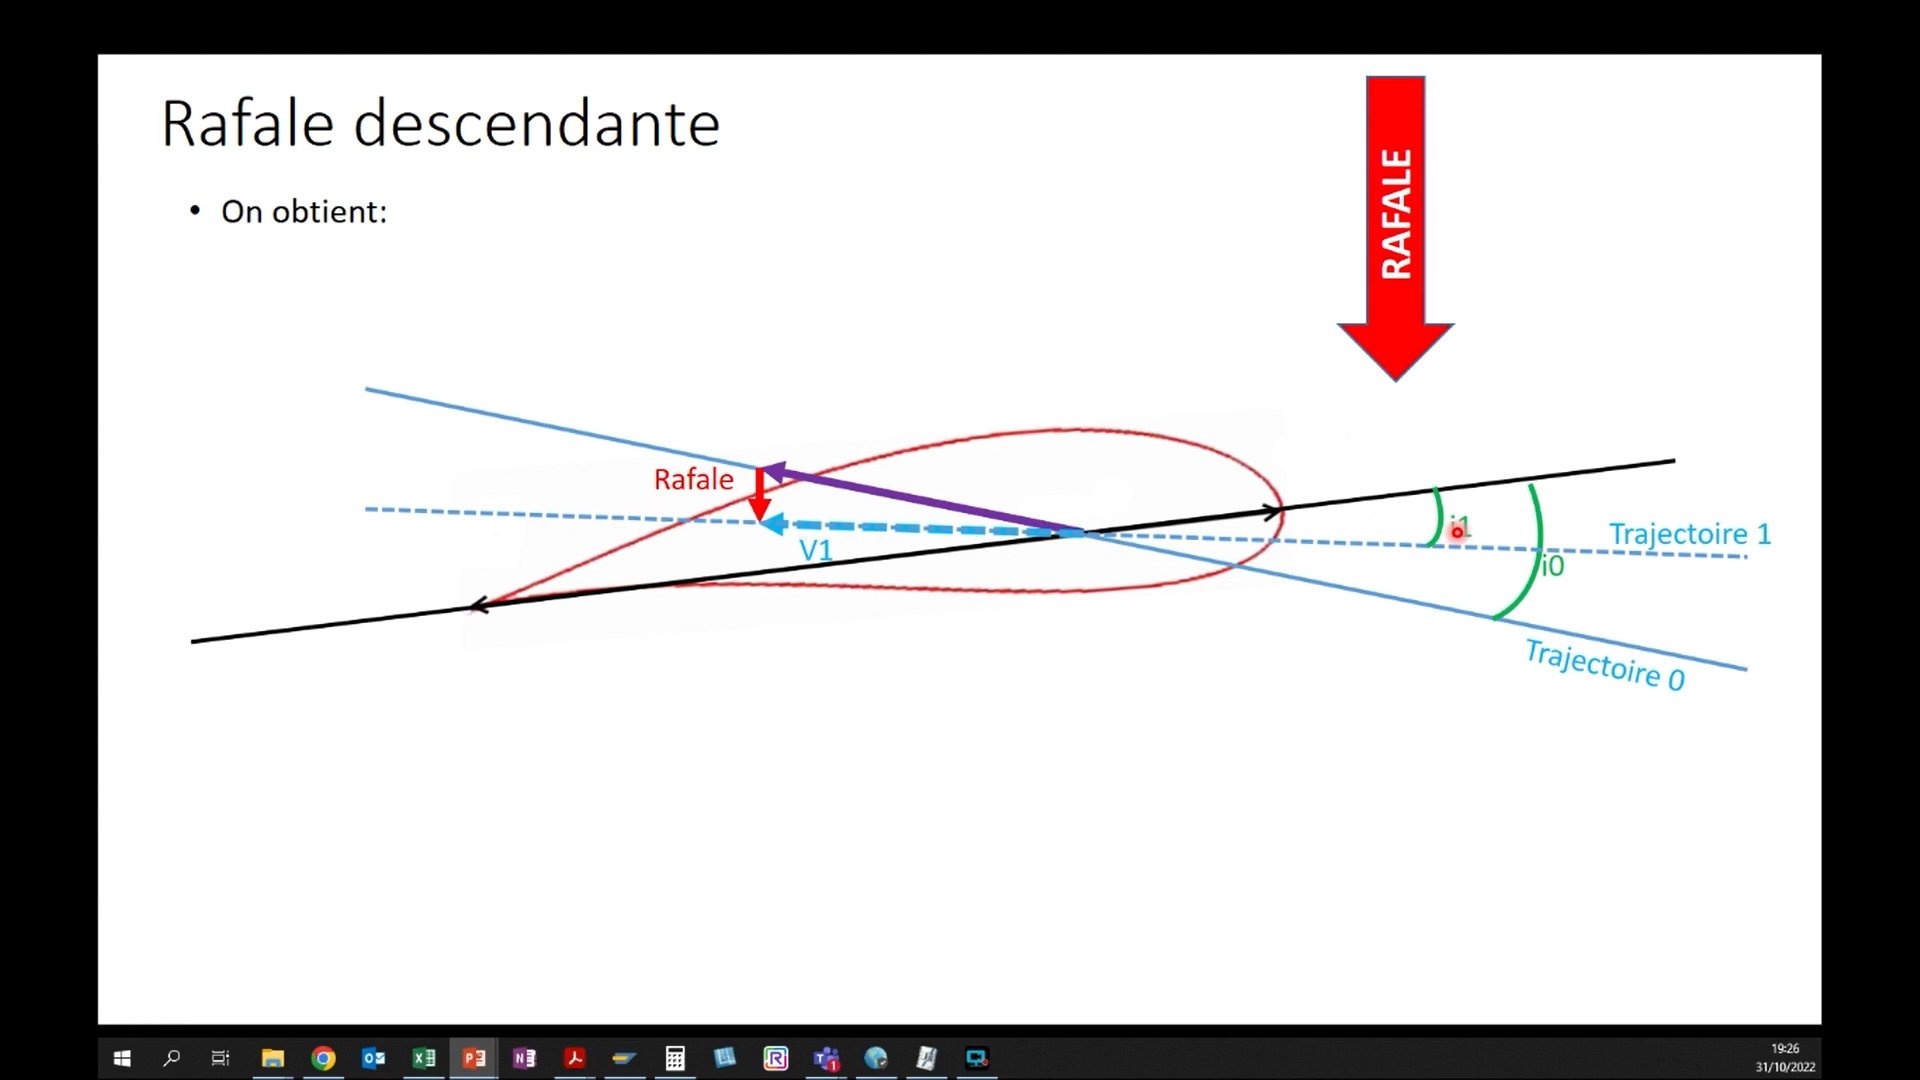 Rafale descendante
• On obtient:
RAFALE
Rafale
V1
i1
i0
Trajectoire 1
Trajectoire 0
19:26
31/10/2022